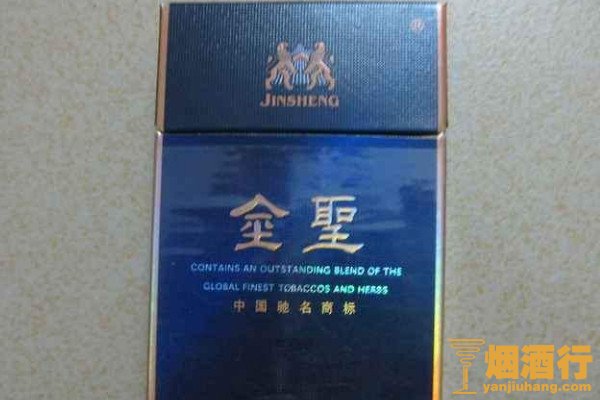 ®
JINSHENG
金聖
CONTAINS AN OUTSTANDING BLEND OF THE
GLOBAL FINEST TOBACCOS AND HERBS
中国驰名商标
烟酒行
yanjiuhang.com